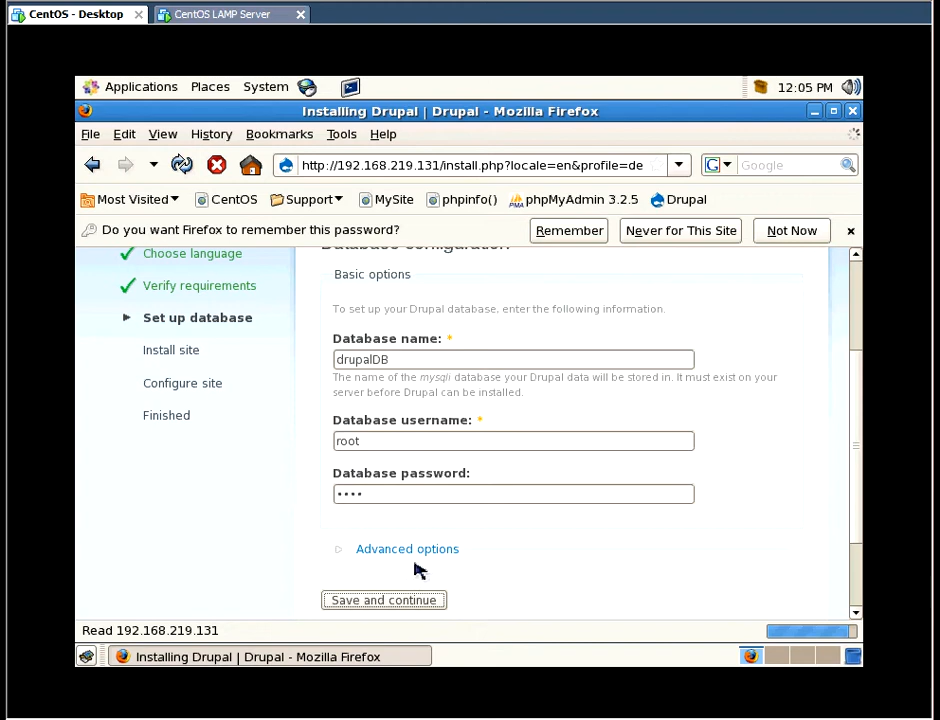 CentOS - Desktop
CentOS LAMP Server
Applications Places System 12:05 PM
Installing Drupal | Drupal - Mozilla Firefox
File Edit View History Bookmarks Tools Help
http://192.168.219.131/install.php?locale=en&profile=de
Google
Most Visited CentOS Support MySite phpinfo() phpMyAdmin 3.2.5 Drupal
Do you want Firefox to remember this password? Remember Never for This Site Not Now
Database configuration
Choose language
Verify requirements
Set up database
Install site
Configure site
Finished
Basic options
To set up your Drupal database, enter the following information.
Database name: *
drupalDB
The name of the mysqli database your Drupal data will be stored in. It must exist on your
server before Drupal can be installed.
Database username: *
root
Database password:
••••
Advanced options
Save and continue
Read 192.168.219.131
Installing Drupal | Drupal - Mozilla Firefox